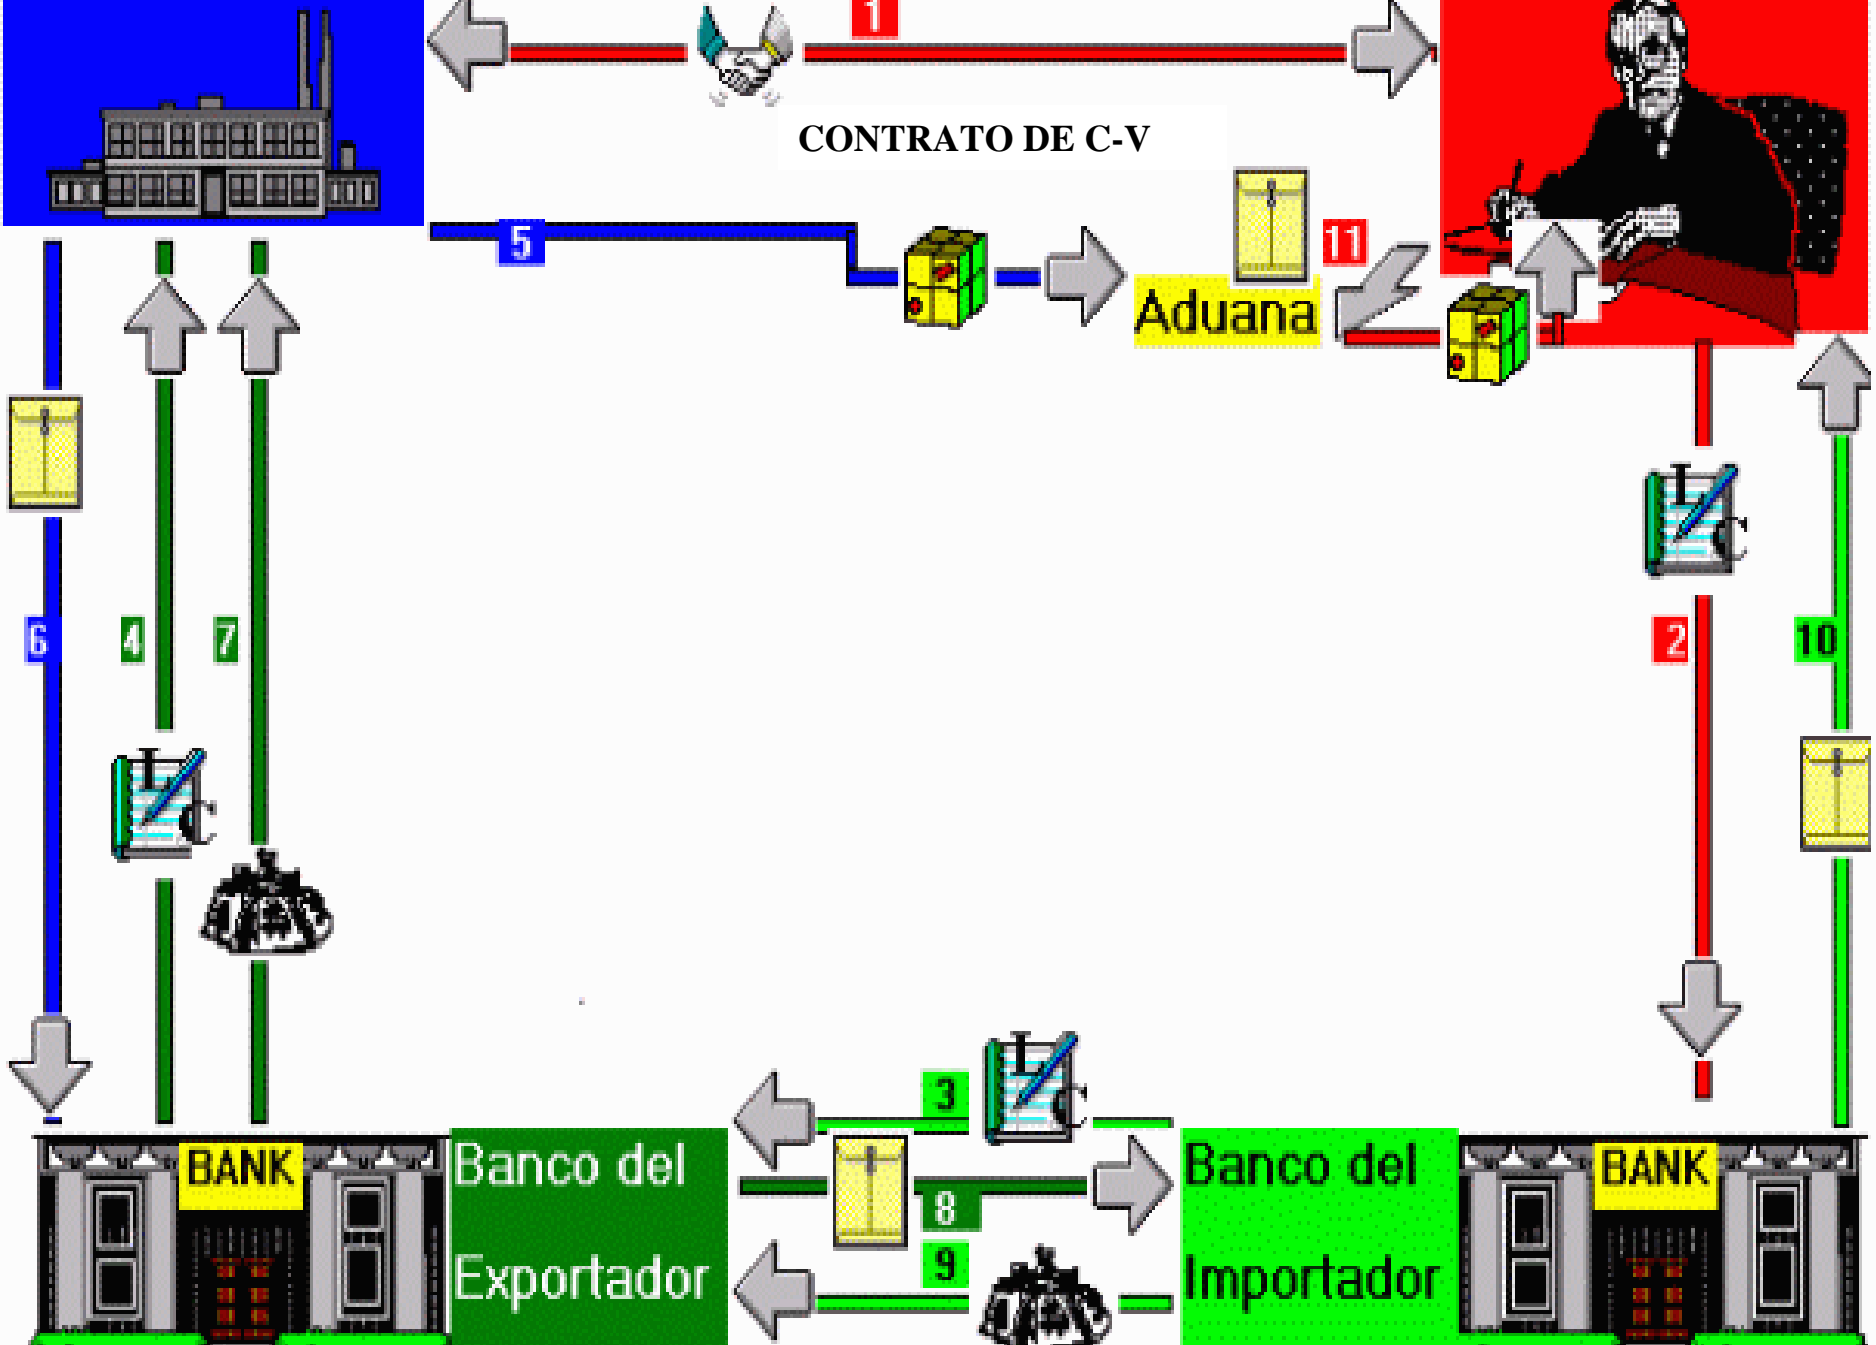 1
CONTRATO DE C-V
5
11
Aduana
L
C
6
4
7
2
10
L
C
L
C
3
BANK
Banco del
Exportador
8
9
Banco del
Importador
BANK